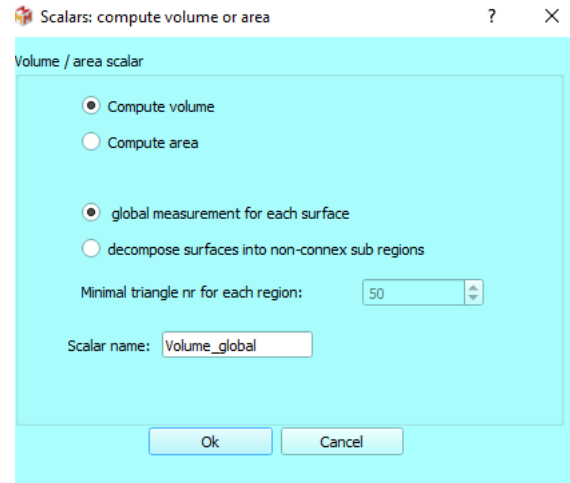 Scalars: compute volume or area ?
Volume / area scalar
Compute volume
Compute area
global measurement for each surface
decompose surfaces into non-connex sub regions
Minimal triangle nr for each region: 50
Scalar name: Volume_global
Ok Cancel